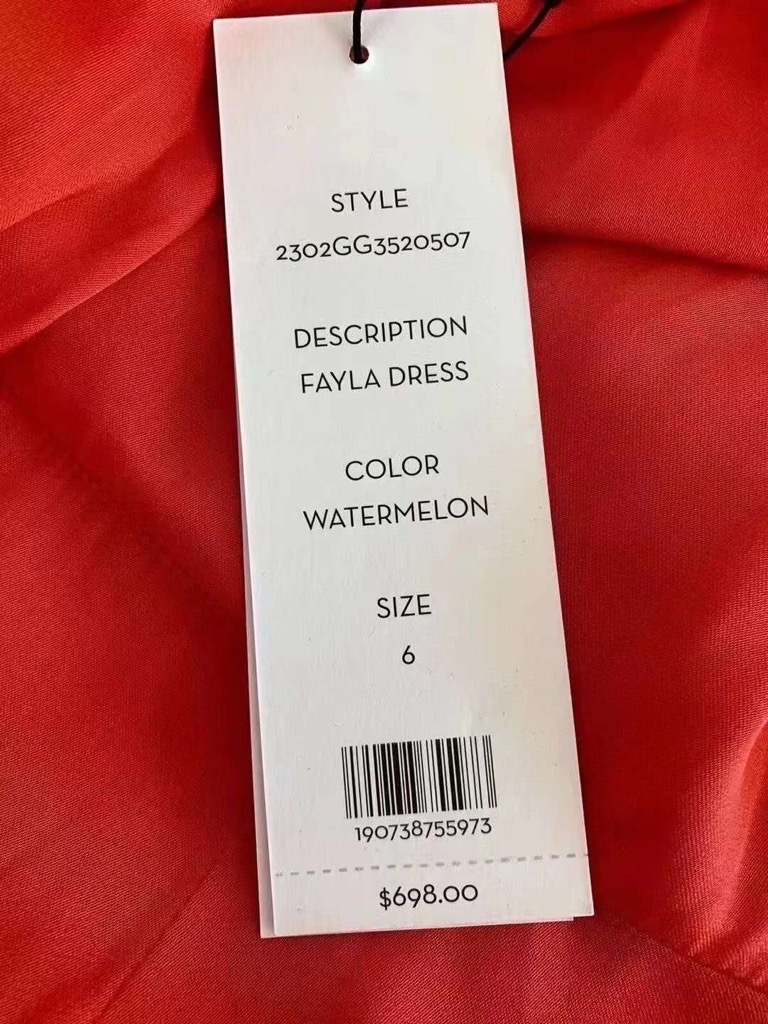 STYLE
2302GG3520507
DESCRIPTION
FAYLA DRESS
COLOR
WATERMELON
SIZE
6
190738755973
$698.00